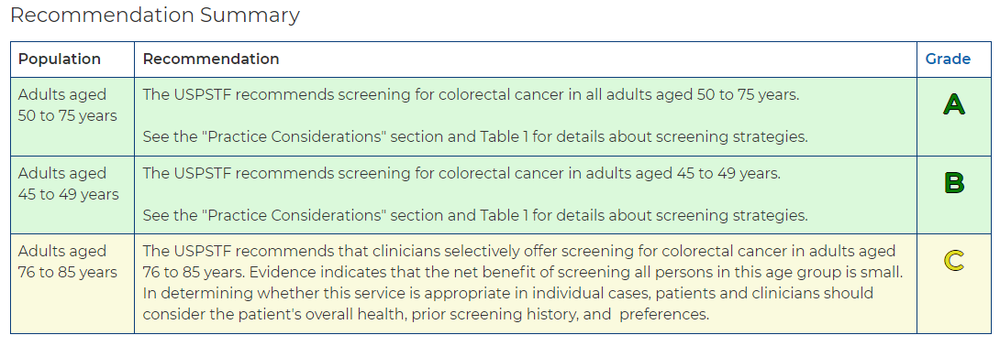 Recommendation Summary
Population Recommendation Grade
Adults aged
50 to 75 years
The USPSTF recommends screening for colorectal cancer in all adults aged 50 to 75 years.
See the "Practice Considerations" section and Table 1 for details about screening strategies.
A
Adults aged
45 to 49 years
The USPSTF recommends screening for colorectal cancer in adults aged 45 to 49 years.
See the "Practice Considerations" section and Table 1 for details about screening strategies.
B
Adults aged
76 to 85 years
The USPSTF recommends that clinicians selectively offer screening for colorectal cancer in adults aged
76 to 85 years. Evidence indicates that the net benefit of screening all persons in this age group is small.
In determining whether this service is appropriate in individual cases, patients and clinicians should
consider the patient's overall health, prior screening history, and preferences.
C